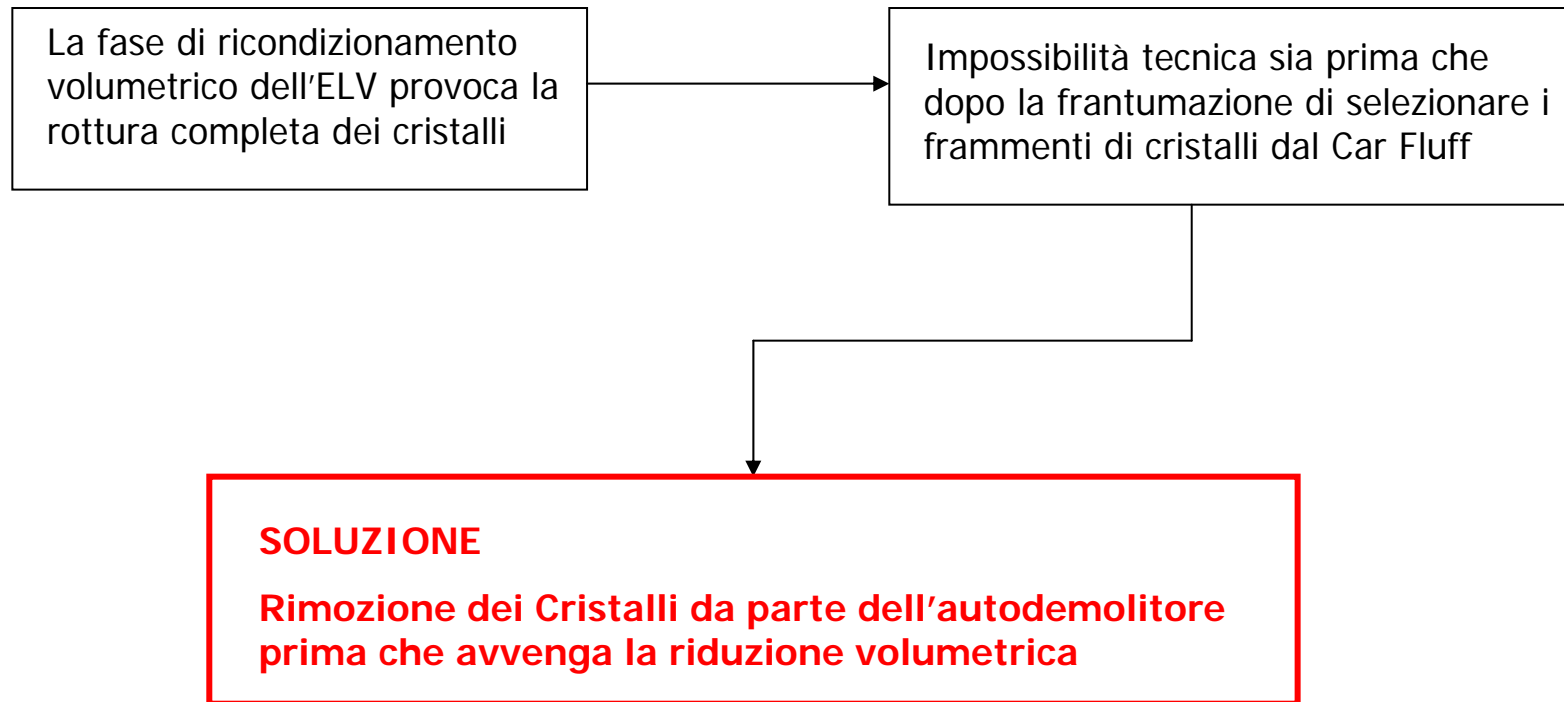 La fase di ricondizionamento
volumetrico dell’ELV provoca la
rottura completa dei cristalli
Impossibilità tecnica sia prima che
dopo la frantumazione di selezionare i
frammenti di cristalli dal Car Fluff
SOLUZIONE
Rimozione dei Cristalli da parte dell’autodemolitore
prima che avvenga la riduzione volumetrica